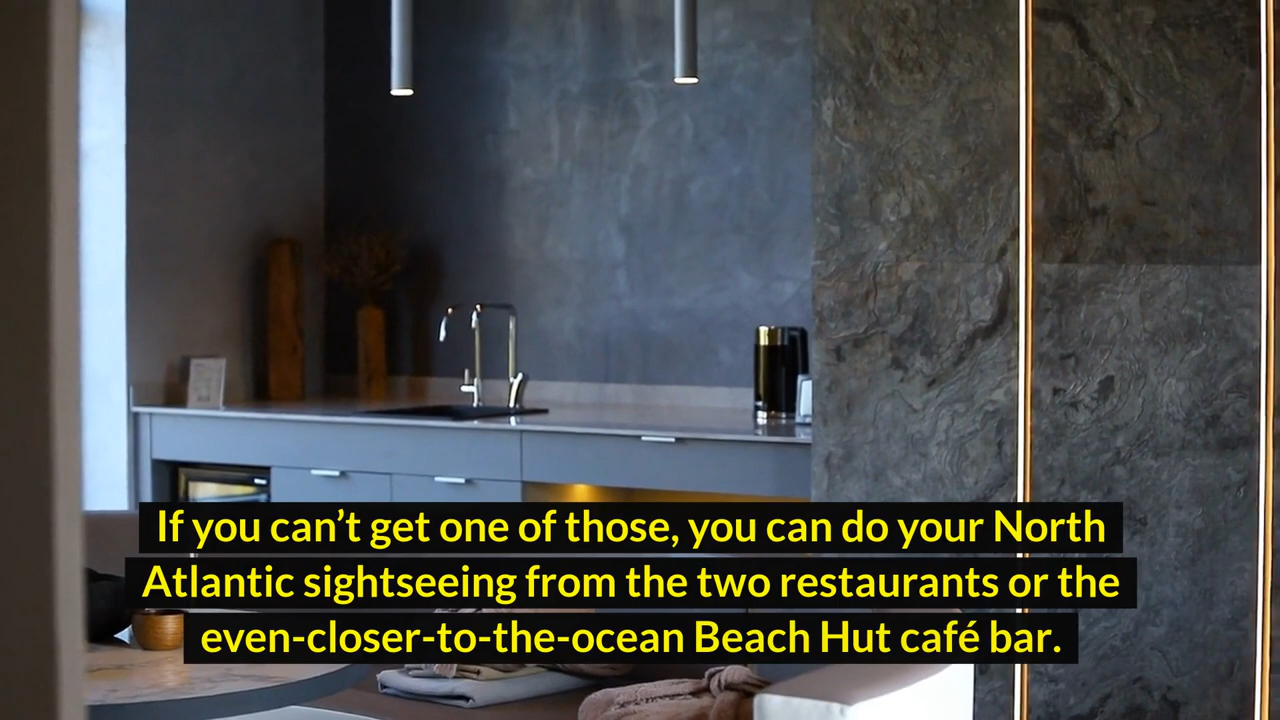 If you can’t get one of those, you can do your North
Atlantic sightseeing from the two restaurants or the
even-closer-to-the-ocean Beach Hut café bar.